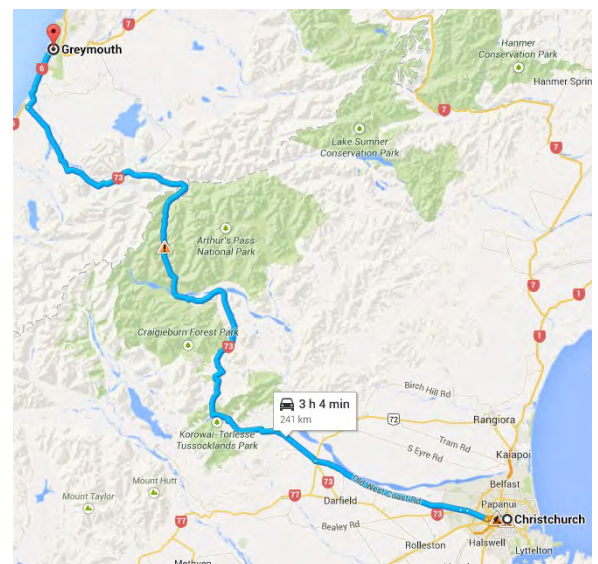 7
Greymouth
6
Hanmer
Conservation Park
Hanmer Sprin
7
Lake Sumner
Conservation Park
7
73
Arthur's Pass
National Park
7
1
1
Craigieburn Forest Park
73
3 h 4 min
241 km
Birch Hill Rd
72
Rangiora
Korowai-Torlesse
Tussocklands Park
Tram Rd
S Eyre Rd
Kaiapoi
Mount Hutt
Mount Taylor
77
73
Old West Coast Rd
Belfast
Darfield
73
Papanui
Christchurch
77
Bealey Rd
Rolleston
Halswell
Lyttelton
Methven